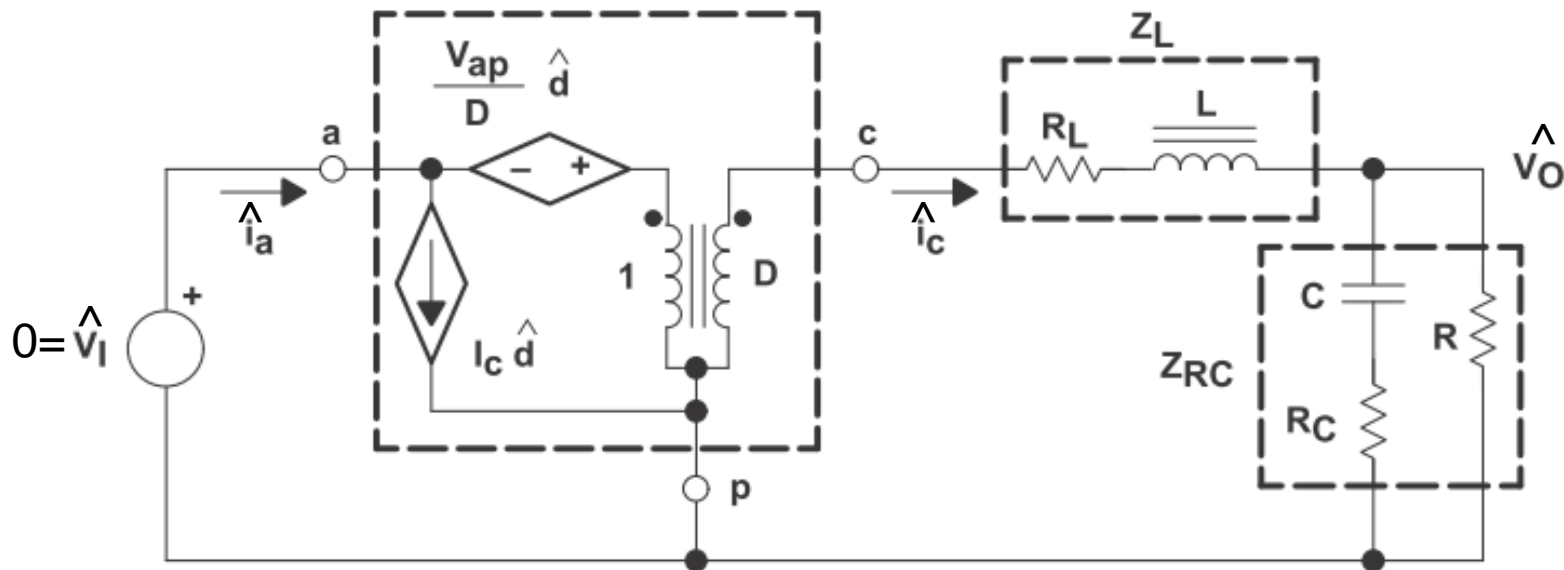 Z_L
V_ap/D d̂
L
R_L
a
c
v̂_O
î_a
î_c
1
D
C
R
+
−
+
0= v̂_I
I_c d̂
Z_RC
R_C
p